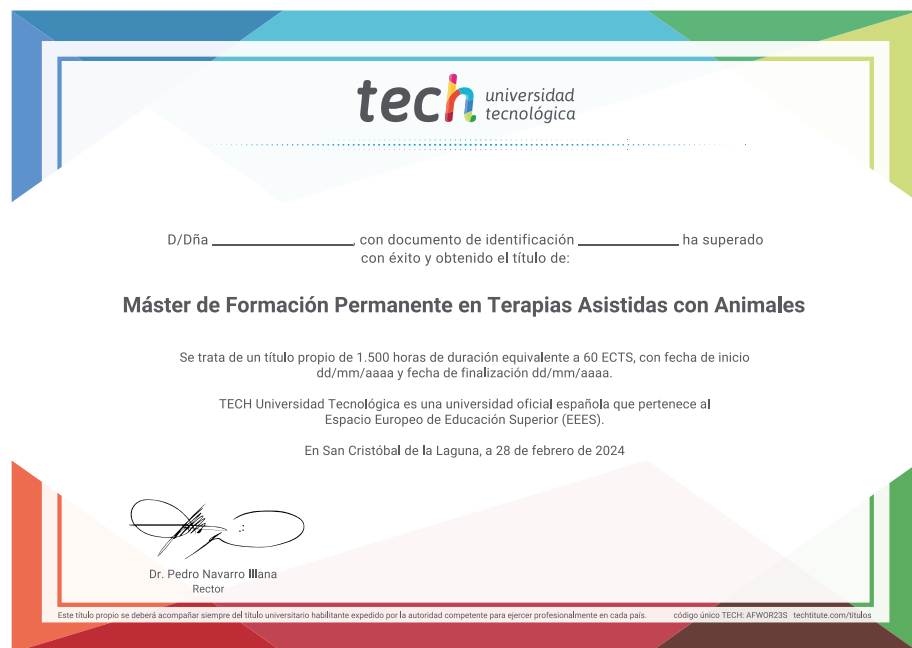 tech universidad
tecnológica
D/Dña ____________________, con documento de identificación ______________ ha superado
con éxito y obtenido el título de:
Máster de Formación Permanente en Terapias Asistidas con Animales
Se trata de un título propio de 1.500 horas de duración equivalente a 60 ECTS, con fecha de inicio
dd/mm/aaaa y fecha de finalización dd/mm/aaaa.
TECH Universidad Tecnológica es una universidad oficial española que pertenece al
Espacio Europeo de Educación Superior (EEES).
En San Cristóbal de la Laguna, a 28 de febrero de 2024
Dr. Pedro Navarro Illana
Rector
Este título propio se deberá acompañar siempre del título universitario habilitante expedido por la autoridad competente para ejercer profesionalmente en cada país. código único TECH: AFWOR23S techtitute.com/titulos